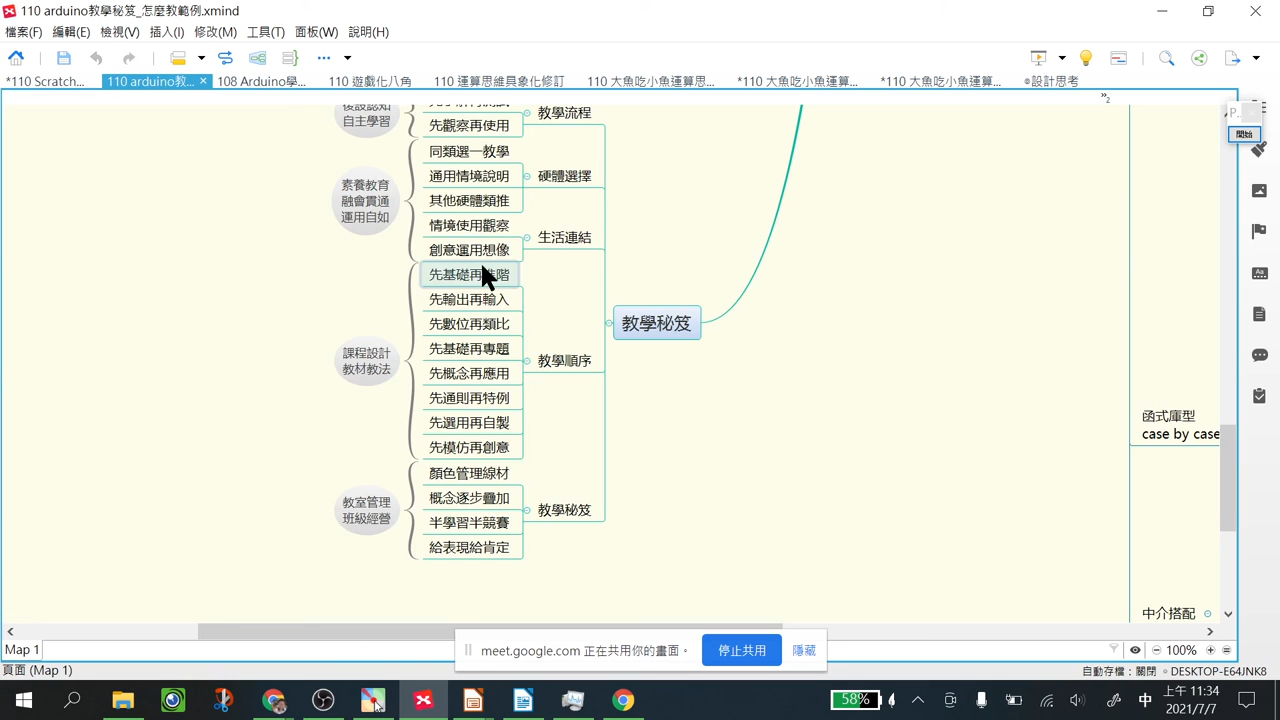 110 arduino教學秘笈_怎麼教範例.xmind
檔案(F) 編輯(E) 檢視(V) 插入(I) 修改(M) 工具(T) 面板(W) 說明(H)
*110 Scratch... 110 arduino教... 108 Arduino學... 110 遊戲化八角 110 運算思維具象化修訂 110 大魚吃小魚運算思... *110 大魚吃小魚運算... *110 大魚吃小魚運算... 設計思考
2
P...
開始
自主學習
先觀察再使用
教學流程
素養教育
融會貫通
運用自如
同類選一教學
通用情境說明
其他硬體類推
硬體選擇
情境使用觀察
創意運用想像
生活連結
課程設計
教材教法
先基礎再進階
先輸出再輸入
先數位再類比
先基礎再專題
先概念再應用
先通則再特例
先選用再自製
先模仿再創意
教學順序
教室管理
班級經營
顏色管理線材
概念逐步疊加
半學習半競賽
給表現給肯定
教學秘笈
教學秘笈
函式庫型
case by case
中介搭配
Map 1
100%
meet.google.com 正在共用你的畫面。
停止共用
隱藏
頁面 (Map 1)
自動存檔：關閉
DESKTOP-E64JNK8
58%
中
上午 11:34
2021/7/7